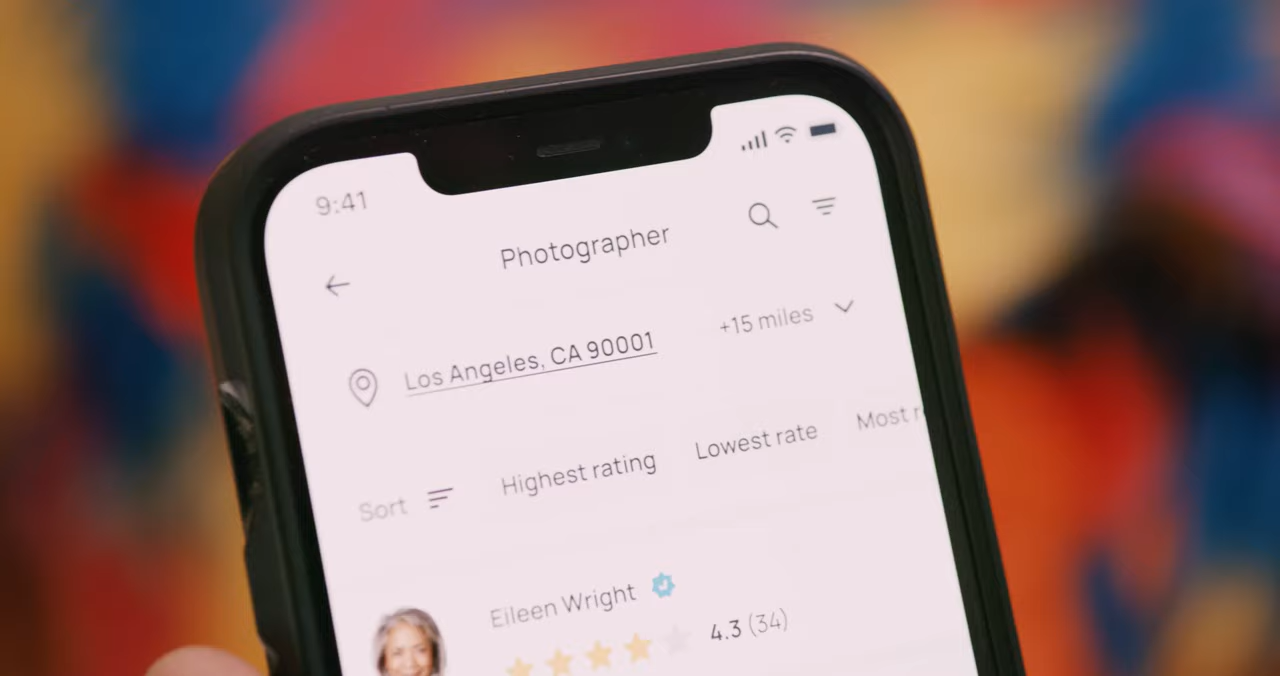 9:41
Photographer
Los Angeles, CA 90001 +15 miles
Sort Highest rating Lowest rate Most
Eileen Wright
4.3 (34)